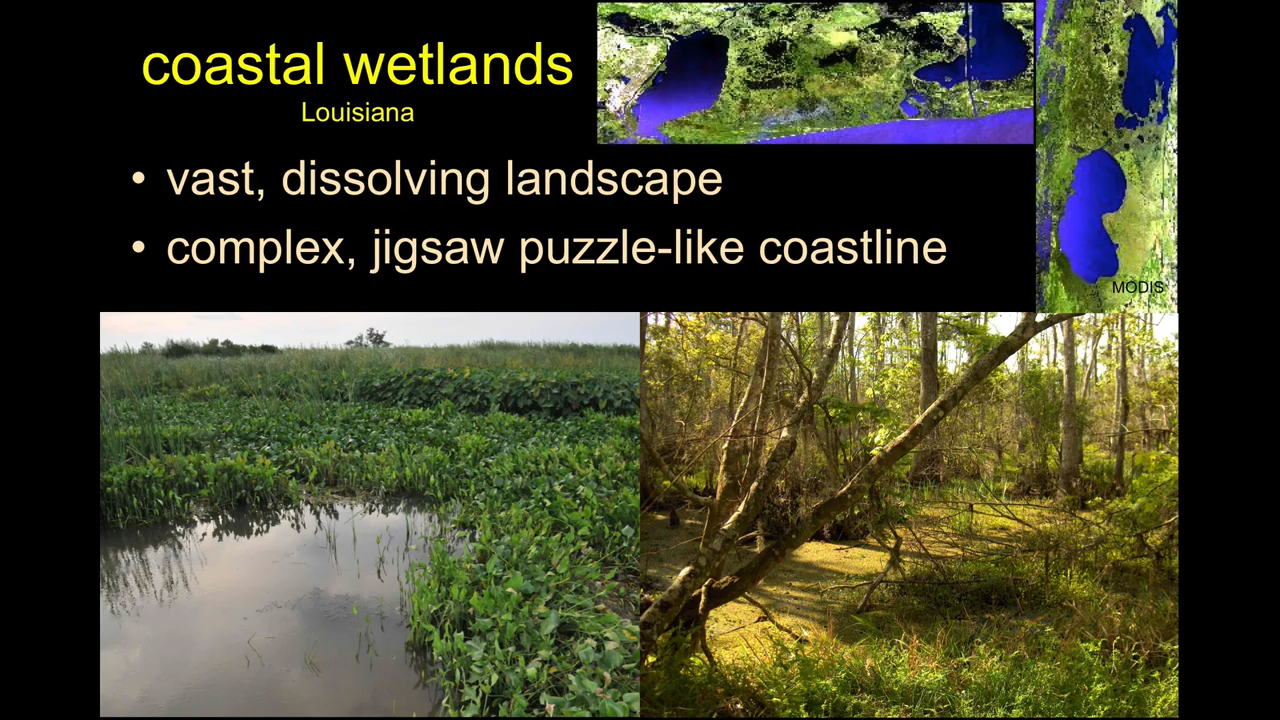 coastal wetlands
Louisiana
• vast, dissolving landscape
• complex, jigsaw puzzle-like coastline
MODIS